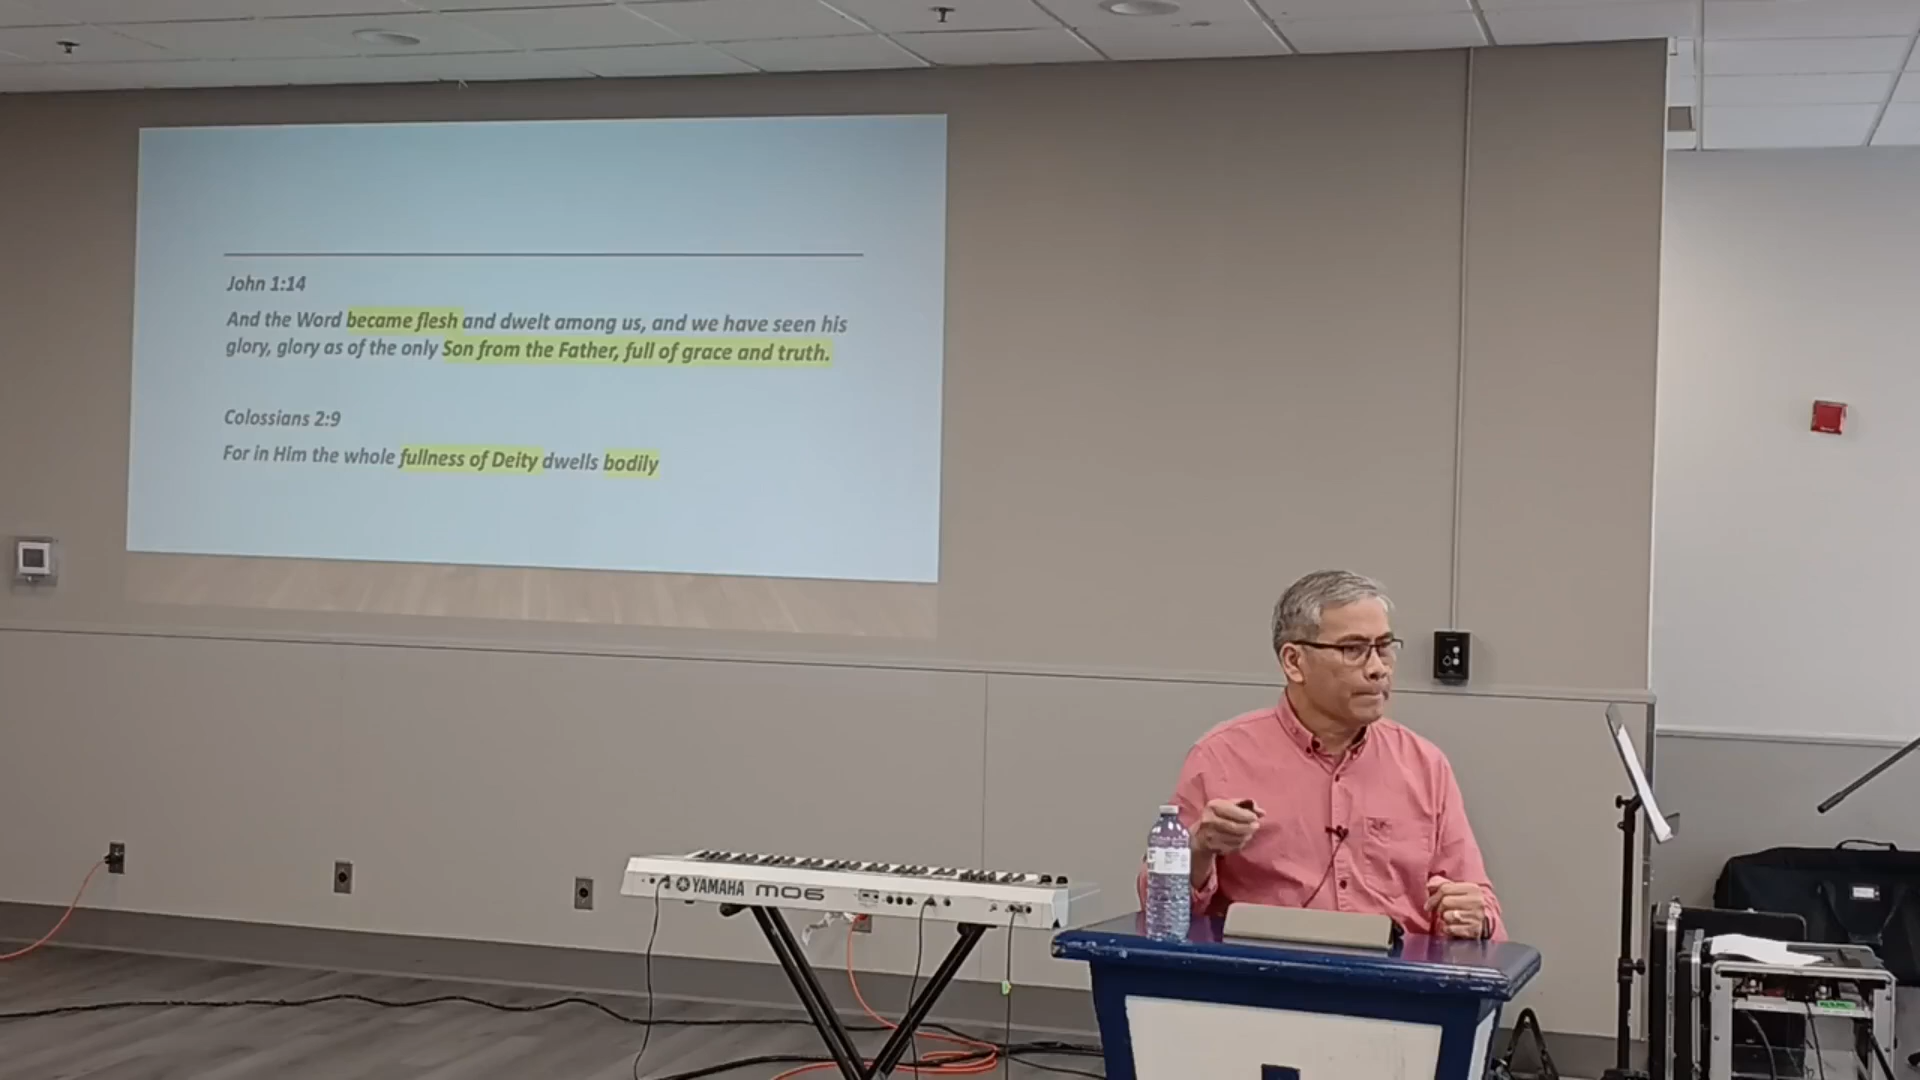 John 1:14
And the Word became flesh and dwelt among us, and we have seen his
glory, glory as of the only Son from the Father, full of grace and truth.
Colossians 2:9
For in Him the whole fullness of Deity dwells bodily
YAMAHA MO6